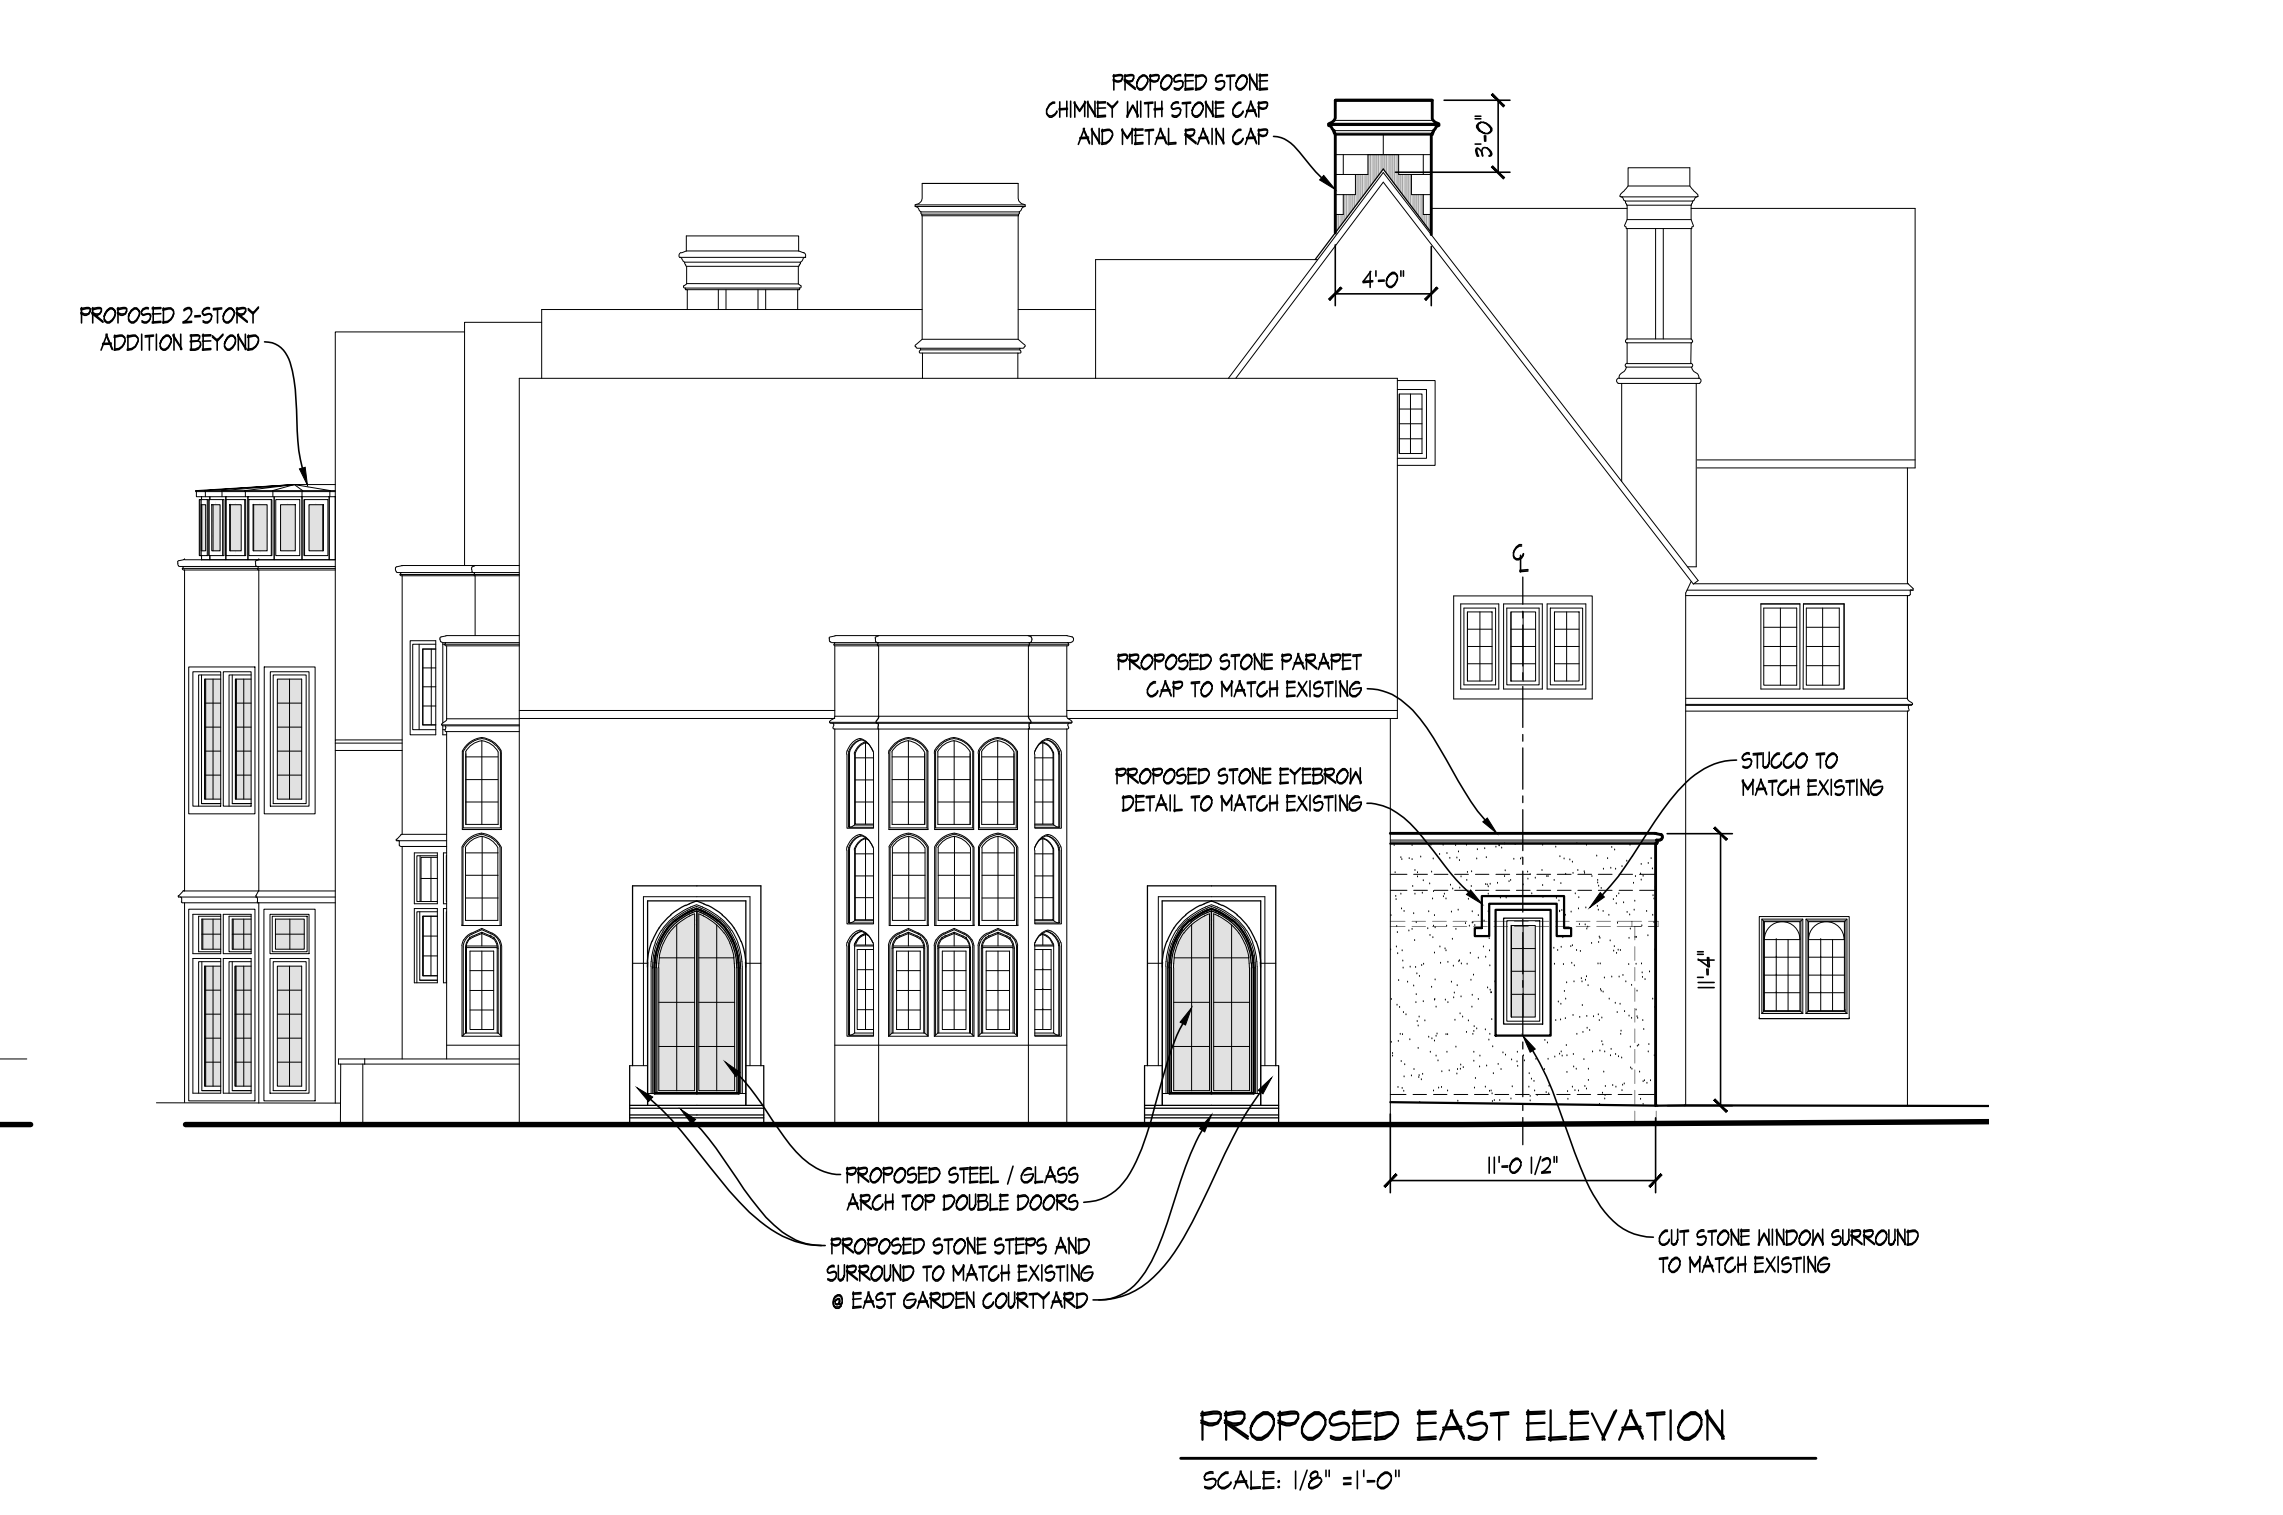 PROPOSED STONE
CHIMNEY WITH STONE CAP
AND METAL RAIN CAP
3'-0"
4'-0"
PROPOSED 2-STORY
ADDITION BEYOND
CL
PROPOSED STONE PARAPET
CAP TO MATCH EXISTING
PROPOSED STONE EYEBROW
DETAIL TO MATCH EXISTING
STUCCO TO
MATCH EXISTING
11'-4"
11'-0 1/2"
PROPOSED STEEL / GLASS
ARCH TOP DOUBLE DOORS
PROPOSED STONE STEPS AND
SURROUND TO MATCH EXISTING
@ EAST GARDEN COURTYARD
CUT STONE WINDOW SURROUND
TO MATCH EXISTING
PROPOSED EAST ELEVATION
SCALE: 1/8" =1'-0"